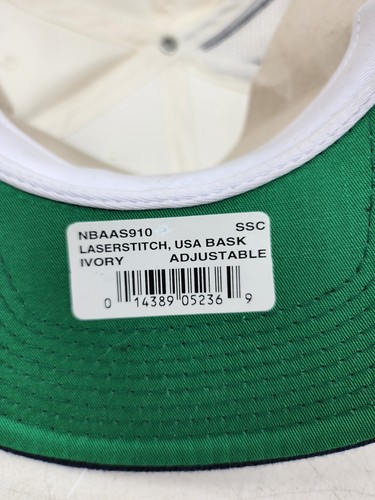 NBAAS910 SSC
LASERSTITCH, USA BASK
IVORY ADJUSTABLE
0 14389 05236 9